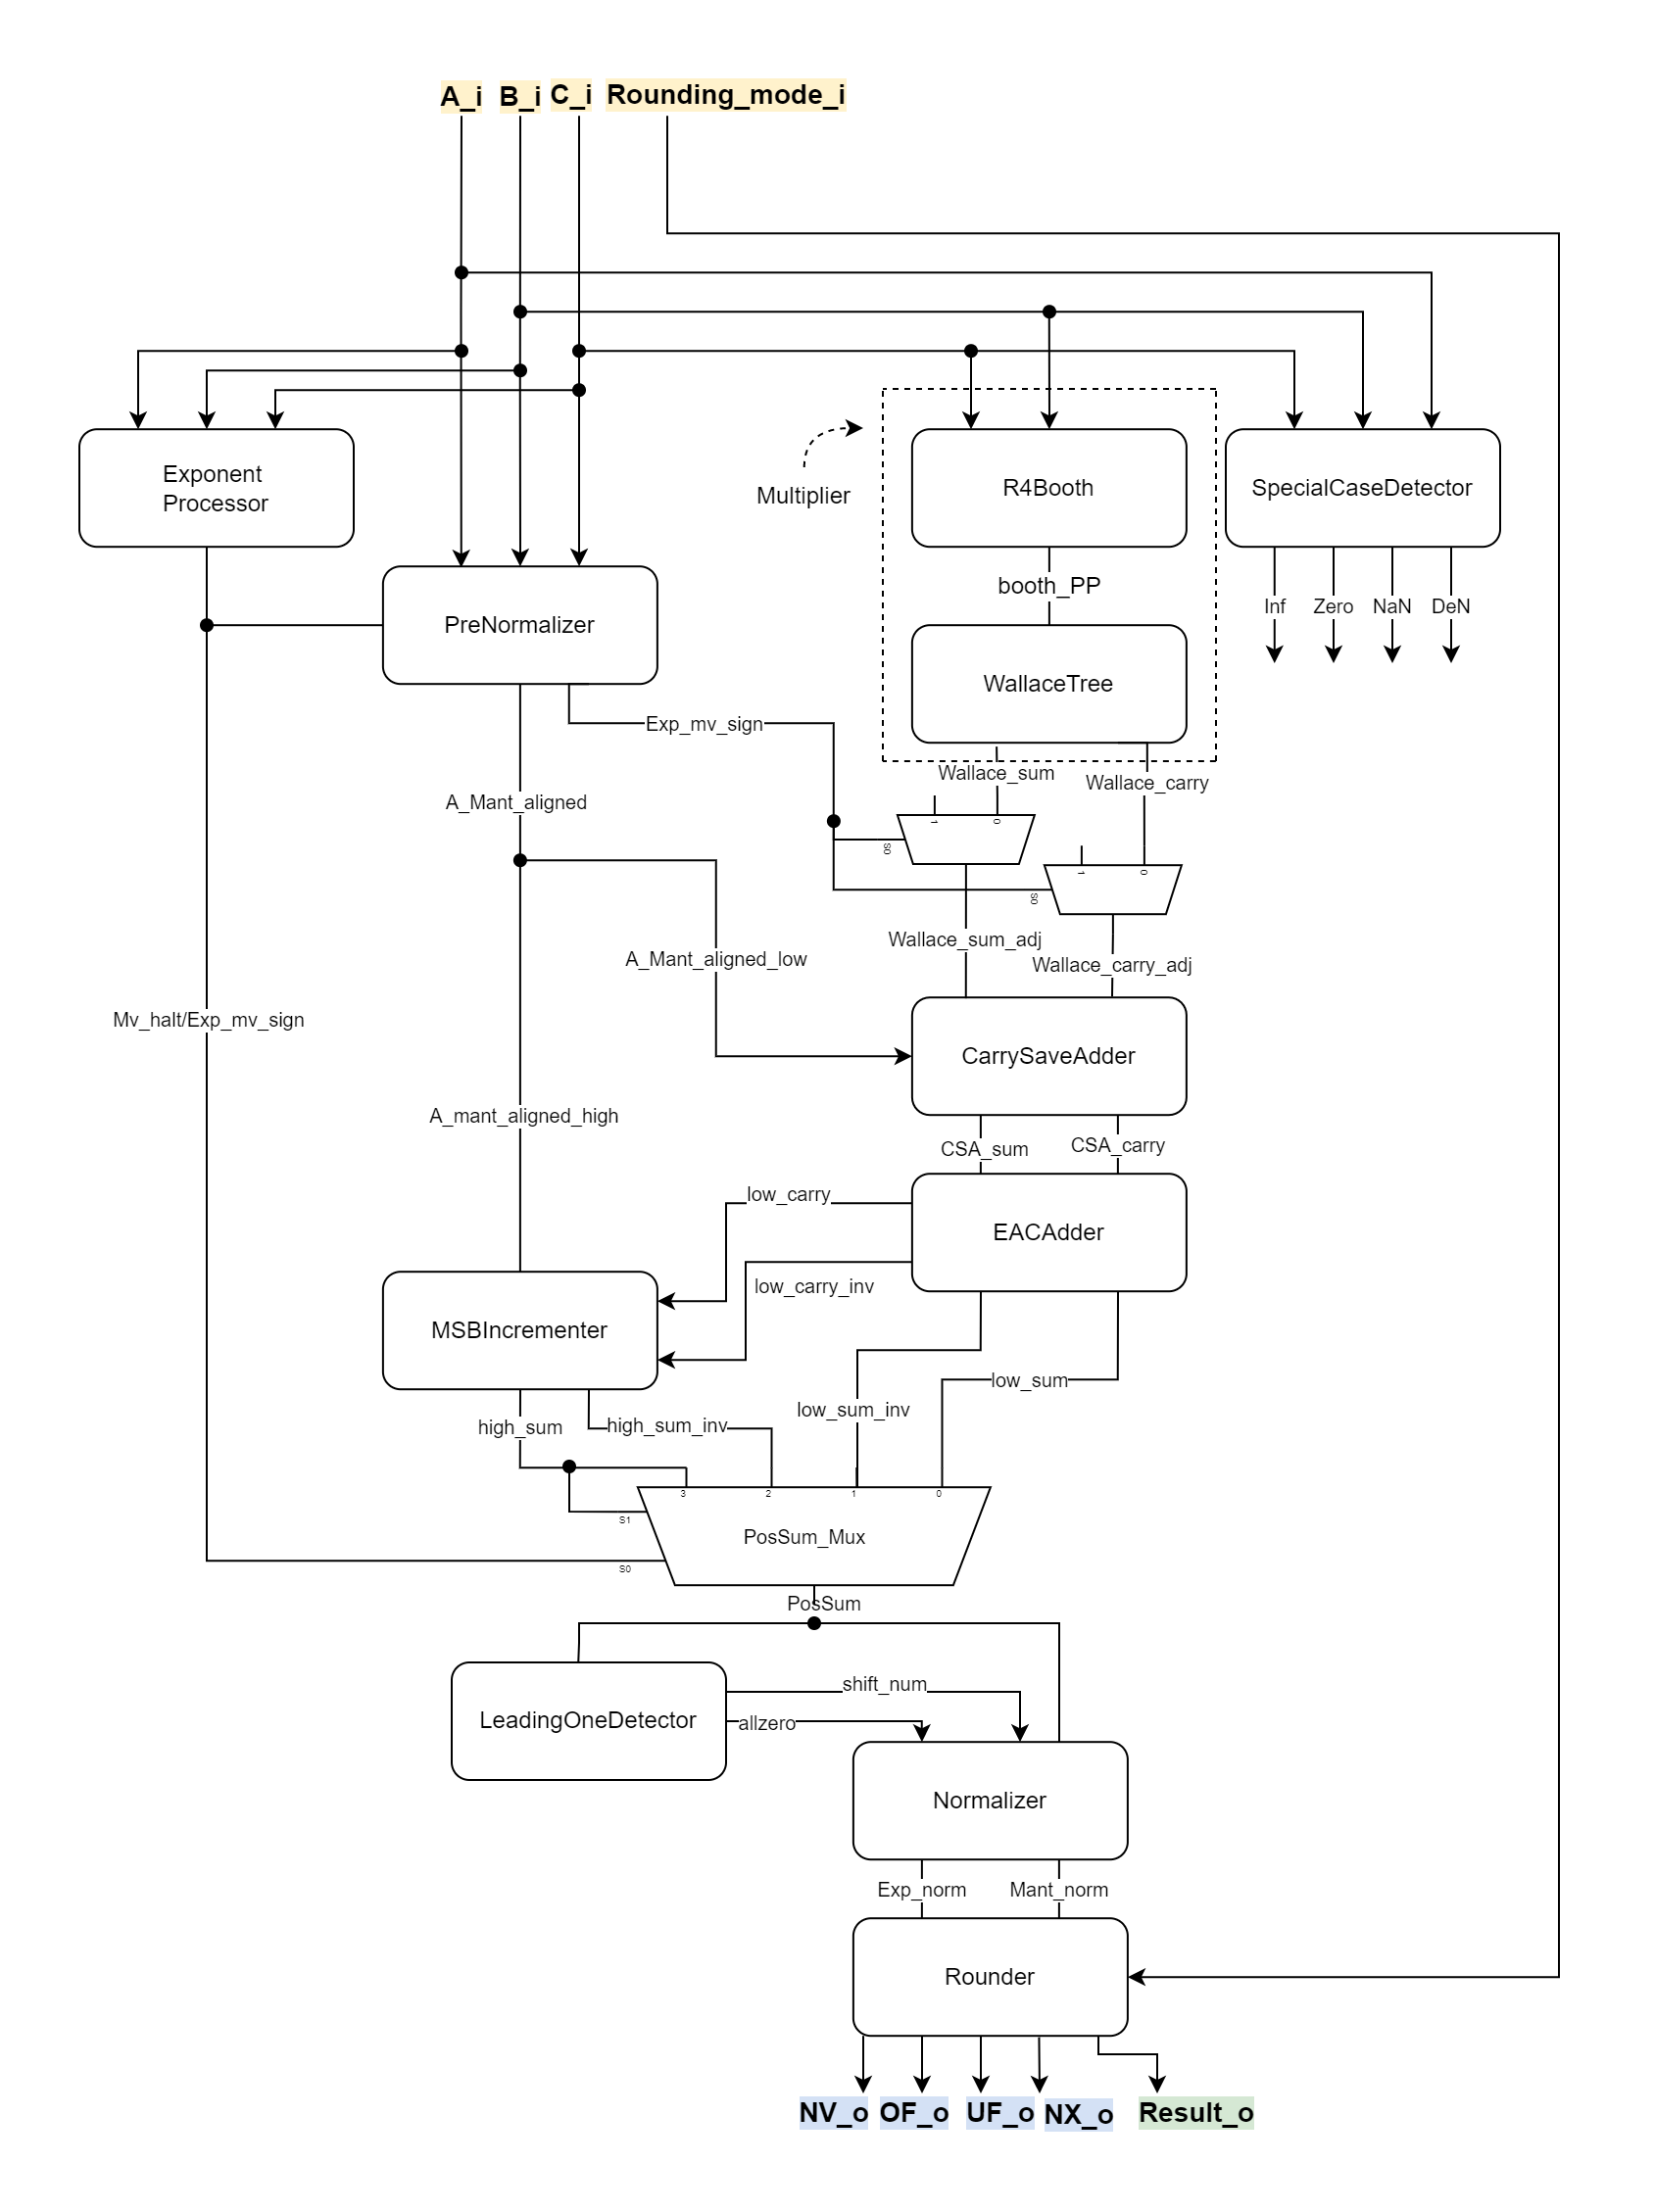 A_i
B_i
C_i
Rounding_mode_i
Exponent
Processor
Multiplier
R4Booth
SpecialCaseDetector
booth_PP
Inf
Zero
NaN
DeN
PreNormalizer
WallaceTree
Exp_mv_sign
Wallace_sum
Wallace_carry
A_Mant_aligned
1
0
S0
1
0
S0
Wallace_sum_adj
A_Mant_aligned_low
Wallace_carry_adj
Mv_halt/Exp_mv_sign
CarrySaveAdder
A_mant_aligned_high
CSA_sum
CSA_carry
low_carry
EACAdder
low_carry_inv
MSBIncrementer
low_sum
low_sum_inv
high_sum
high_sum_inv
3
2
1
0
S1
PosSum_Mux
S0
PosSum
shift_num
LeadingOneDetector
allzero
Normalizer
Exp_norm
Mant_norm
Rounder
NV_o
OF_o
UF_o
NX_o
Result_o